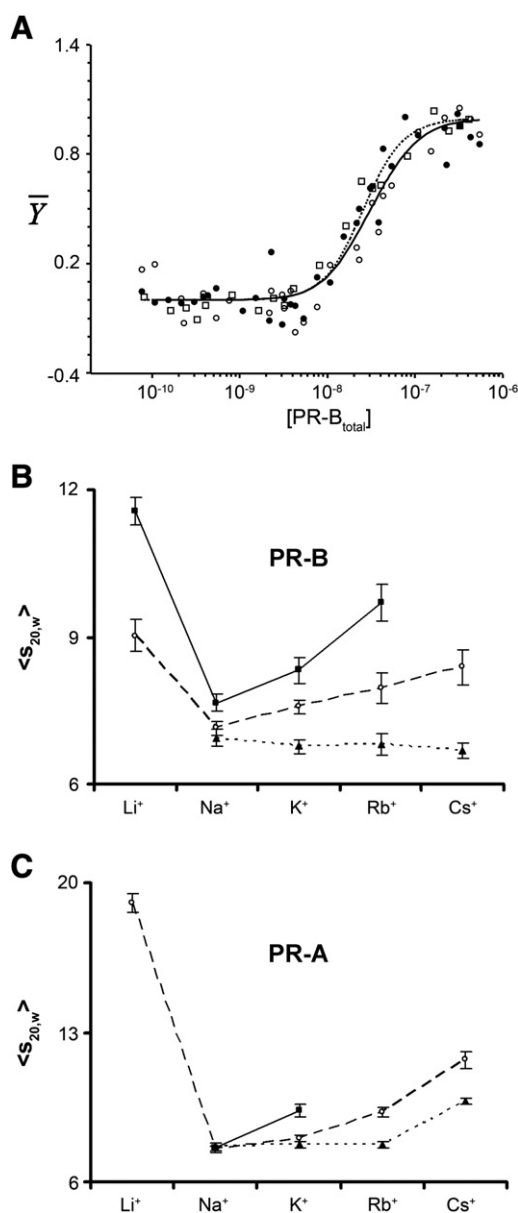 A
1.4
0.8
Y
0.2
-0.4
10-10
10-9
10-8
10-7
10-6
[PR-Btotal]
B
12
PR-B
<s20,w>
9
6
Li+
Na+
K+
Rb+
Cs+
C
20
PR-A
<s20,w>
13
6
Li+
Na+
K+
Rb+
Cs+